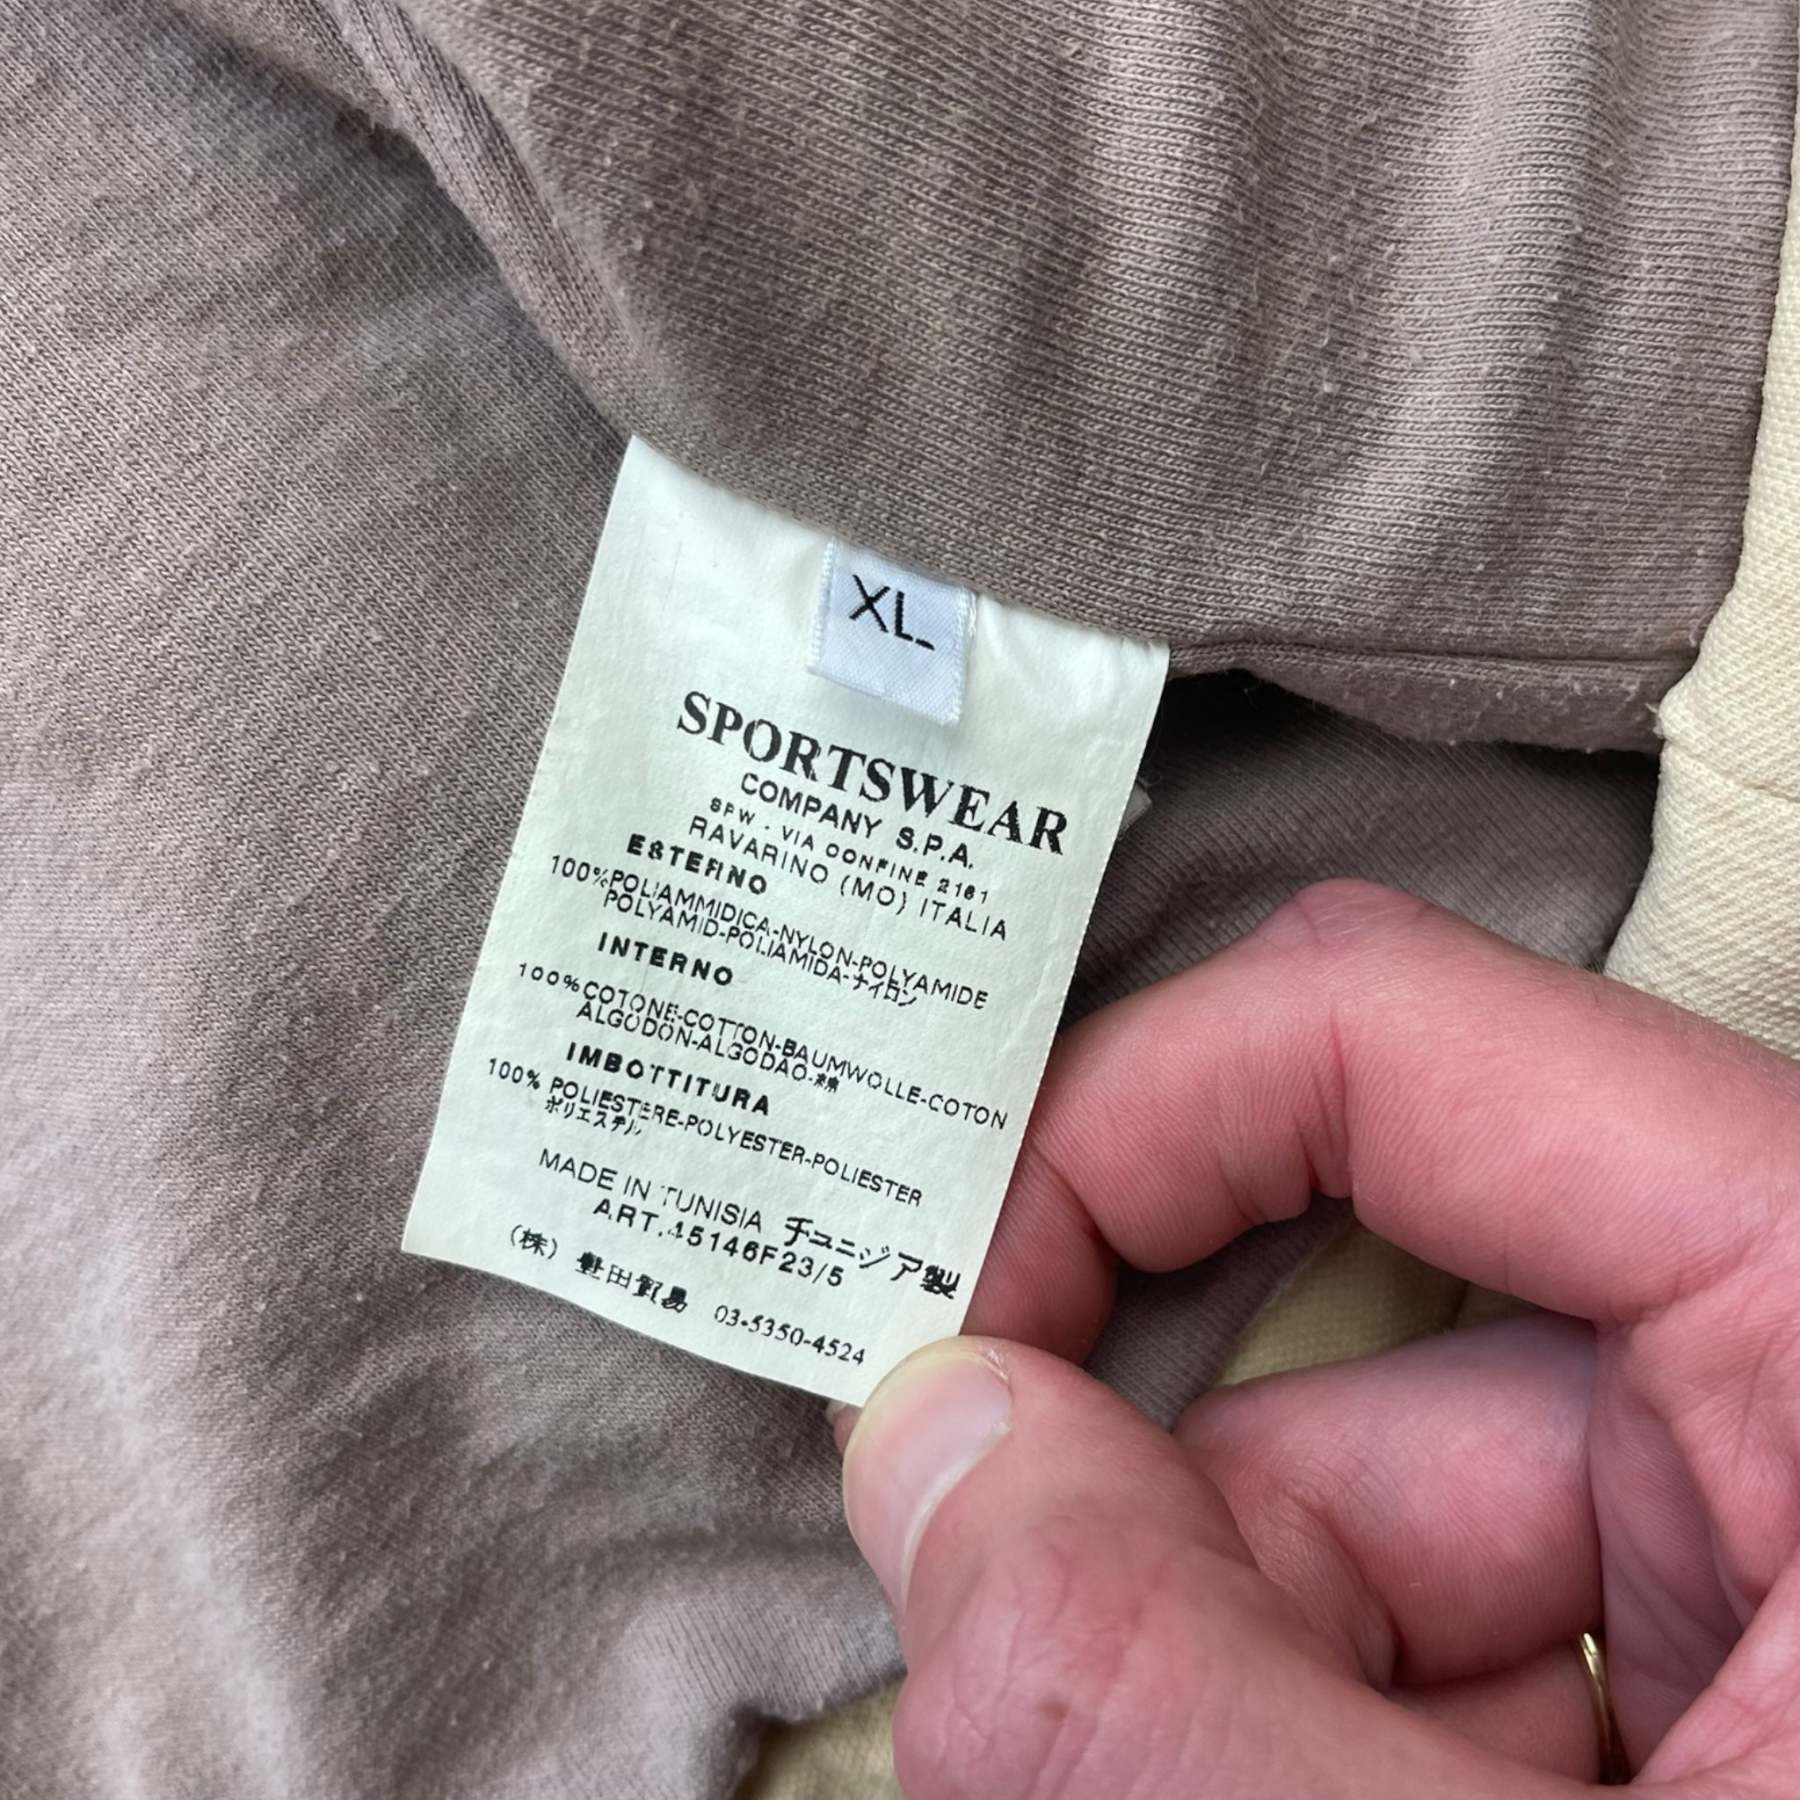 XL
SPORTSWEAR
COMPANY S.P.A.
SPW . VIA CONFINE 2161
RAVARINO (MO) ITALIA
ESTERNO
100%POLIAMMIDICA-NYLON-POLYAMIDE
POLYAMID-POLIAMIDA-ナイロン
INTERNO
100%COTONE-COTTON-BAUMWOLLE-COTON
ALGODÓN-ALGODAO-綿
IMBOTTITURA
100% POLIESTERE-POLYESTER-POLIESTER
ポリエステル
MADE IN TUNISIA チュニジア製
ART.45146F23/5
(株) 豊田貿易 03-5350-4524